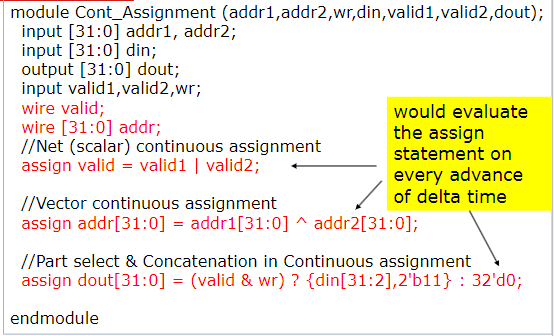 module Cont_Assignment (addr1,addr2,wr,din,valid1,valid2,dout);
input [31:0] addr1, addr2;
input [31:0] din;
output [31:0] dout;
input valid1,valid2,wr;
wire valid;
wire [31:0] addr;
//Net (scalar) continuous assignment
assign valid = valid1 | valid2;
//Vector continuous assignment
assign addr[31:0] = addr1[31:0] ^ addr2[31:0];
//Part select & Concatenation in Continuous assignment
assign dout[31:0] = (valid & wr) ? {din[31:2],2'b11} : 32'd0;
endmodule
would evaluate
the assign
statement on
every advance
of delta time